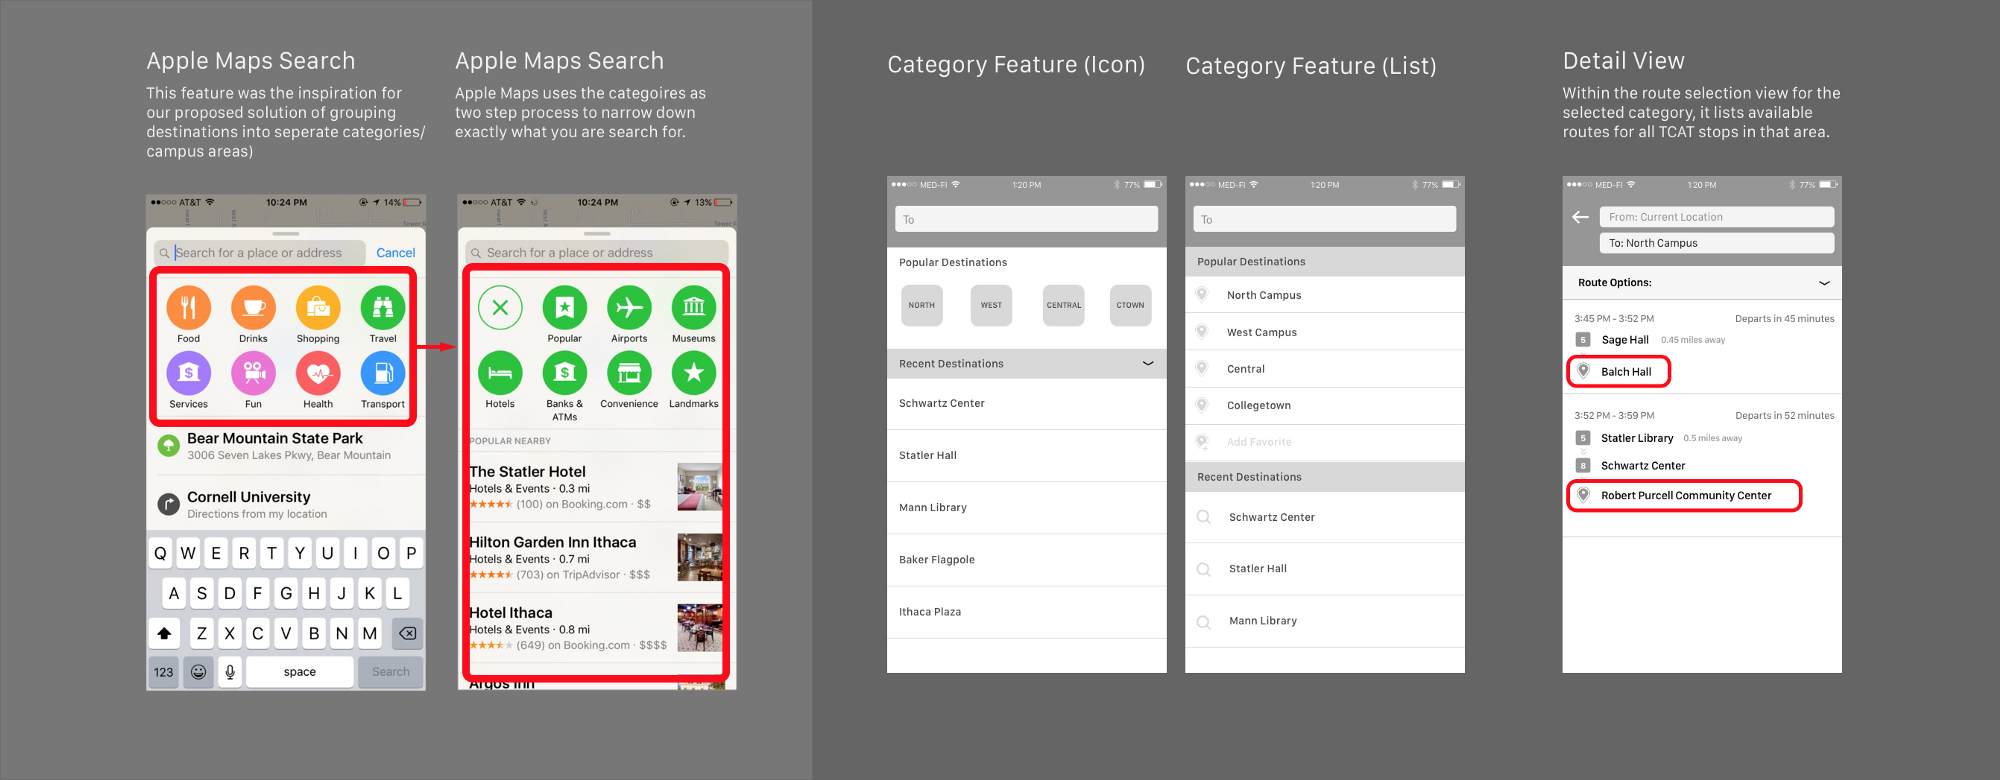 Apple Maps Search
This feature was the inspiration for
our proposed solution of grouping
destinations into seperate categories/
campus areas)
Apple Maps Search
Apple Maps uses the categoires as
two step process to narrow down
exactly what you are search for.
AT&T
10:24 PM
14%
Search for a place or address
Cancel
Food
Drinks
Shopping
Travel
Services
Fun
Health
Transport
Bear Mountain State Park
3006 Seven Lakes Pkwy, Bear Mountain
Cornell University
Directions from my location
Q W E R T Y U I O P
A S D F G H J K L
Z X C V B N M
123
space
Search
AT&T
10:24 PM
13%
Search for a place or address
Popular
Airports
Museums
Hotels
Banks &
ATMs
Convenience
Landmarks
POPULAR NEARBY
The Statler Hotel
Hotels & Events · 0.3 mi
(100) on Booking.com · $$
Hilton Garden Inn Ithaca
Hotels & Events · 0.7 mi
(703) on TripAdvisor · $$$
Hotel Ithaca
Hotels & Events · 0.8 mi
(649) on Booking.com · $$$$
Argos Inn
Category Feature (Icon)
MED-FI
1:20 PM
77%
To
Popular Destinations
NORTH
WEST
CENTRAL
CTOWN
Recent Destinations
Schwartz Center
Statler Hall
Mann Library
Baker Flagpole
Ithaca Plaza
Category Feature (List)
MED-FI
1:20 PM
77%
To
Popular Destinations
North Campus
West Campus
Central
Collegetown
Add Favorite
Recent Destinations
Schwartz Center
Statler Hall
Mann Library
Detail View
Within the route selection view for the
selected category, it lists available
routes for all TCAT stops in that area.
MED-FI
1:20 PM
77%
From: Current Location
To: North Campus
Route Options:
3:45 PM - 3:52 PM
Departs in 45 minutes
5 Sage Hall 0.45 miles away
Balch Hall
3:52 PM - 3:59 PM
Departs in 52 minutes
5 Statler Library 0.5 miles away
8 Schwartz Center
Robert Purcell Community Center